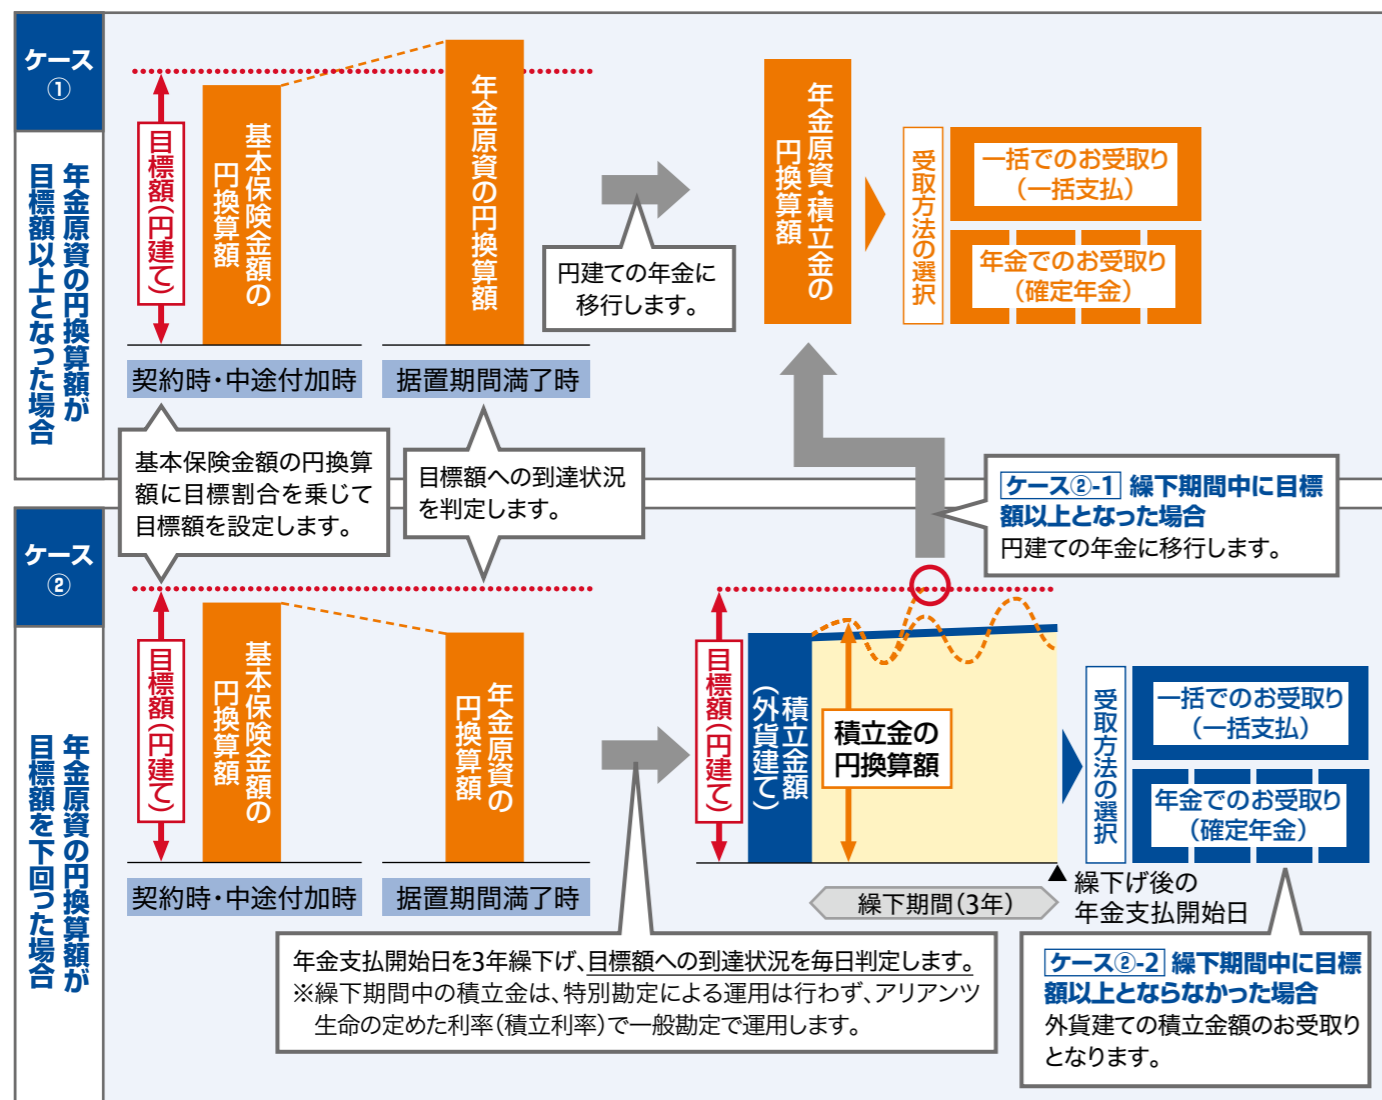 ケース
①
年金原資の円換算額が
目標額以上となった場合
目標額(円建て)
基本保険金額の
円換算額
年金原資の円換算額
契約時・中途付加時
据置期間満了時
円建ての年金に
移行します。
年金原資・積立金の
円換算額
受取方法の選択
一括でのお受取り
(一括支払)
年金でのお受取り
(確定年金)
基本保険金額の円換算
額に目標割合を乗じて
目標額を設定します。
目標額への到達状況
を判定します。
ケース②-1 繰下期間中に目標
額以上となった場合
円建ての年金に移行します。
ケース
②
年金原資の円換算額が
目標額を下回った場合
目標額(円建て)
基本保険金額の
円換算額
年金原資の
円換算額
契約時・中途付加時
据置期間満了時
目標額(円建て)
積立金額
(外貨建て)
積立金の
円換算額
繰下期間(3年)
▲繰下げ後の
年金支払開始日
受取方法の選択
一括でのお受取り
(一括支払)
年金でのお受取り
(確定年金)
年金支払開始日を3年繰下げ、目標額への到達状況を毎日判定します。
※繰下期間中の積立金は、特別勘定による運用は行わず、アリアンツ
生命の定めた利率(積立利率)で一般勘定で運用します。
ケース②-2 繰下期間中に目標
額以上とならなかった場合
外貨建ての積立金額のお受取り
となります。